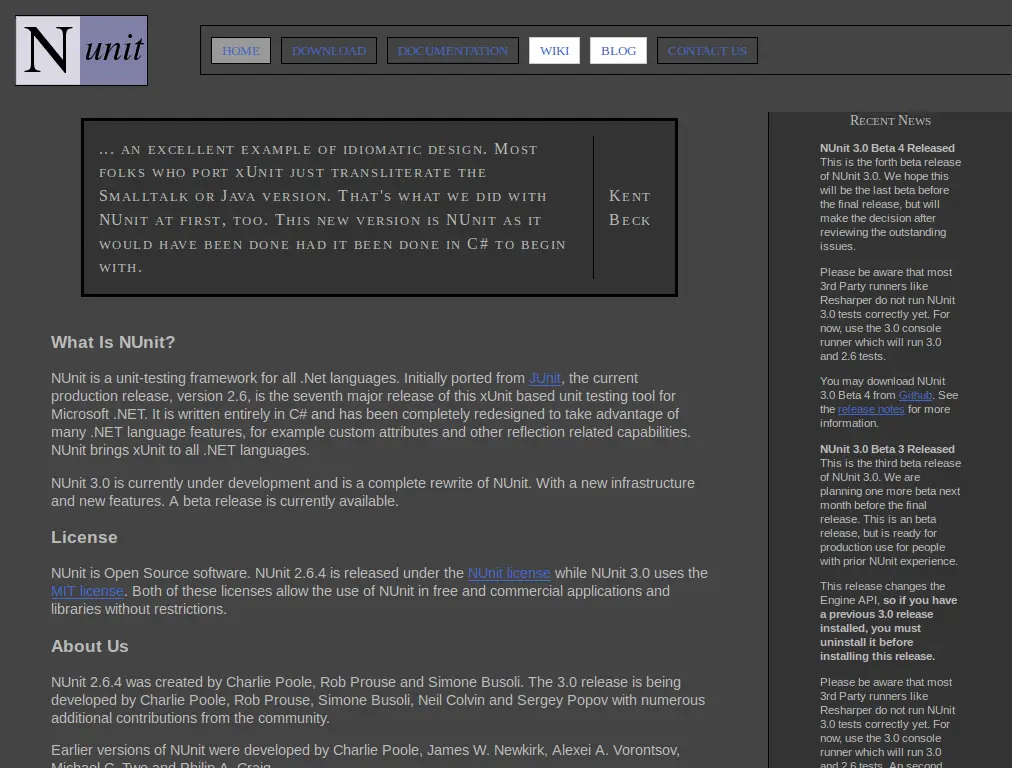 N unit
HOME DOWNLOAD DOCUMENTATION WIKI BLOG CONTACT US
... an excellent example of idiomatic design. Most
folks who port xUnit just transliterate the
Smalltalk or Java version. That's what we did with
NUnit at first, too. This new version is NUnit as it
would have been done had it been done in C# to begin
with.
Kent
Beck
What Is NUnit?
NUnit is a unit-testing framework for all .Net languages. Initially ported from JUnit, the current
production release, version 2.6, is the seventh major release of this xUnit based unit testing tool for
Microsoft .NET. It is written entirely in C# and has been completely redesigned to take advantage of
many .NET language features, for example custom attributes and other reflection related capabilities.
NUnit brings xUnit to all .NET languages.
NUnit 3.0 is currently under development and is a complete rewrite of NUnit. With a new infrastructure
and new features. A beta release is currently available.
License
NUnit is Open Source software. NUnit 2.6.4 is released under the NUnit license while NUnit 3.0 uses the
MIT license. Both of these licenses allow the use of NUnit in free and commercial applications and
libraries without restrictions.
About Us
NUnit 2.6.4 was created by Charlie Poole, Rob Prouse and Simone Busoli. The 3.0 release is being
developed by Charlie Poole, Rob Prouse, Simone Busoli, Neil Colvin and Sergey Popov with numerous
additional contributions from the community.
Earlier versions of NUnit were developed by Charlie Poole, James W. Newkirk, Alexei A. Vorontsov,
Michael C. Two and Philip A. Craig.
Recent News
NUnit 3.0 Beta 4 Released
This is the forth beta release
of NUnit 3.0. We hope this
will be the last beta before
the final release, but will
make the decision after
reviewing the outstanding
issues.
Please be aware that most
3rd Party runners like
Resharper do not run NUnit
3.0 tests correctly yet. For
now, use the 3.0 console
runner which will run 3.0
and 2.6 tests.
You may download NUnit
3.0 Beta 4 from Github. See
the release notes for more
information.
NUnit 3.0 Beta 3 Released
This is the third beta release
of NUnit 3.0. We are
planning one more beta next
month before the final
release. This is an beta
release, but is ready for
production use for people
with prior NUnit experience.
This release changes the
Engine API, so if you have
a previous 3.0 release
installed, you must
uninstall it before
installing this release.
Please be aware that most
3rd Party runners like
Resharper do not run NUnit
3.0 tests correctly yet. For
now, use the 3.0 console
runner which will run 3.0
and 2.6 tests. An second